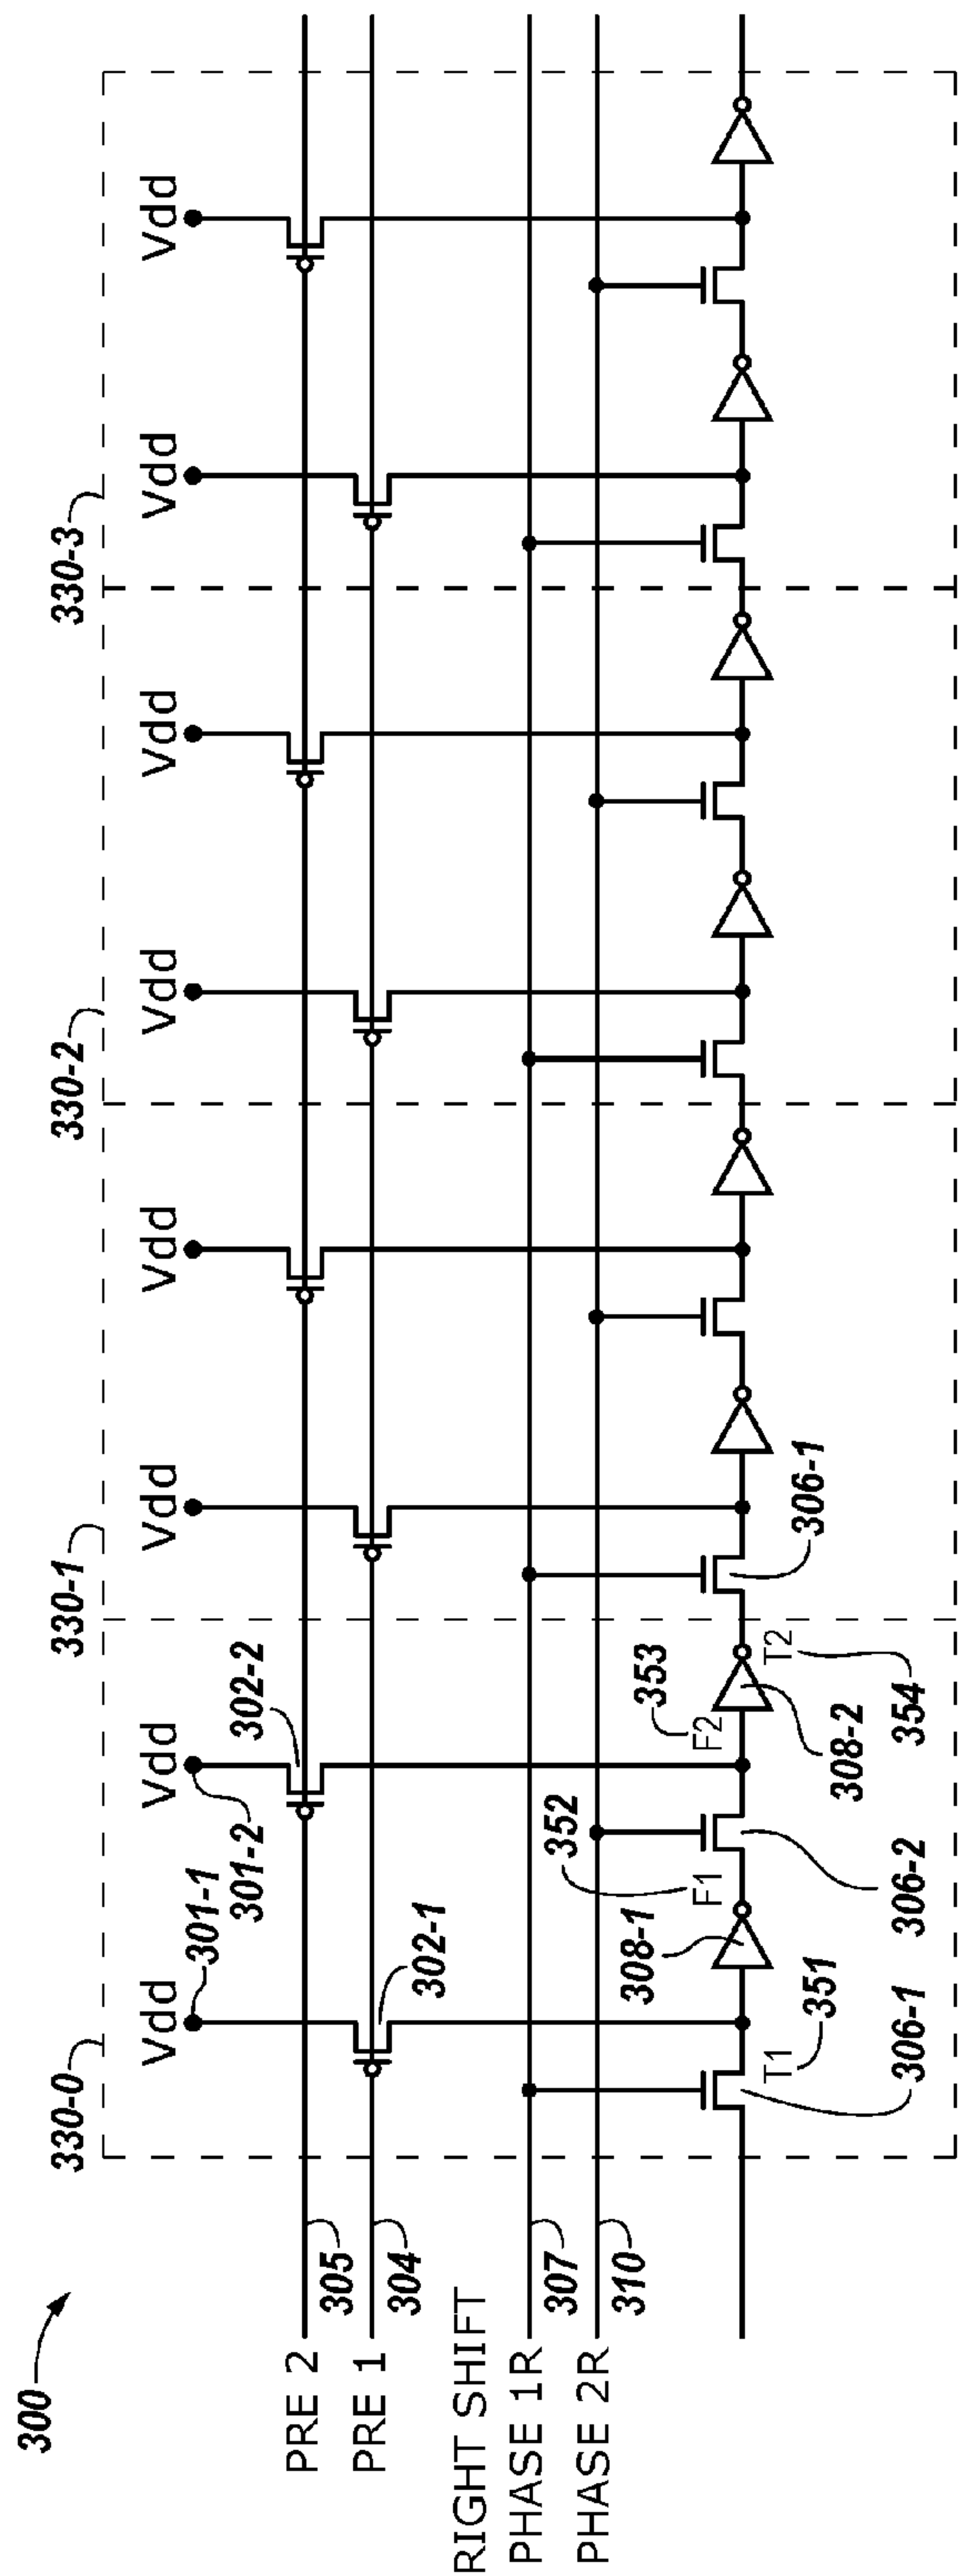 300
330-0
330-1
330-2
330-3
Vdd
Vdd
Vdd
Vdd
Vdd
Vdd
Vdd
Vdd
301-1
301-2
302-2
302-1
PRE 2
305
PRE 1
304
RIGHT SHIFT
PHASE 1R
307
PHASE 2R
310
352
353
F1
F2
308-1
T1
351
T2
354
306-1
306-2
308-2
306-1